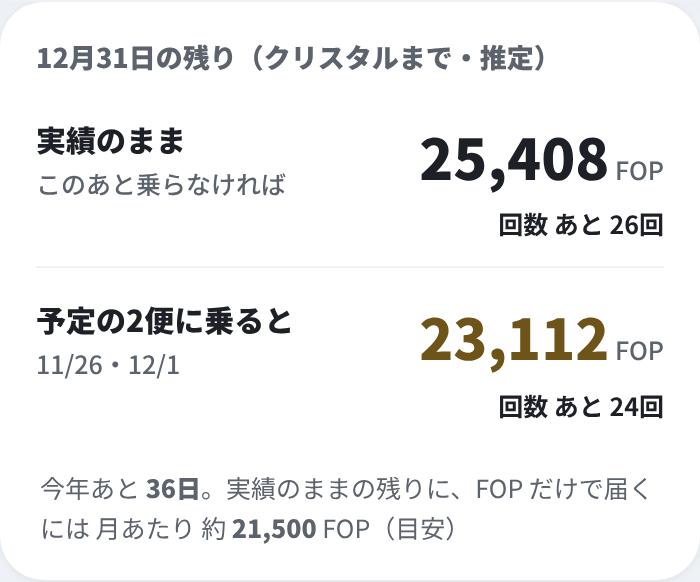 12月31日の残り（クリスタルまで・推定）
実績のまま
このあと乗らなければ
25,408 FOP
回数 あと 26回
予定の2便に乗ると
11/26・12/1
23,112 FOP
回数 あと 24回
今年あと 36日。実績のままの残りに、FOP だけで届く
には 月あたり 約 21,500 FOP（目安）